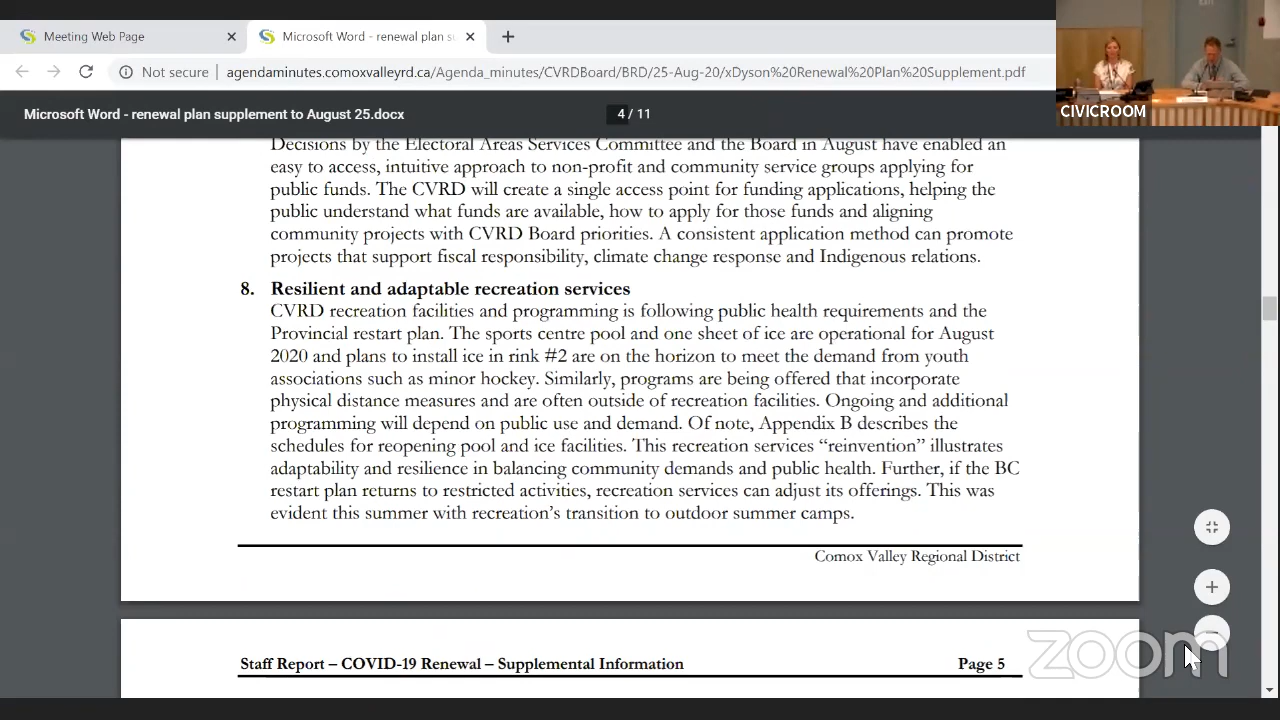 Meeting Web Page
Microsoft Word - renewal plan su
Not secure | agendaminutes.comoxvalleyrd.ca/Agenda_minutes/CVRDBoard/BRD/25-Aug-20/xDyson%20Renewal%20Plan%20Supplement.pdf
CIVICROOM
Microsoft Word - renewal plan supplement to August 25.docx
4 / 11
Decisions by the Electoral Areas Services Committee and the Board in August have enabled an
easy to access, intuitive approach to non-profit and community service groups applying for
public funds. The CVRD will create a single access point for funding applications, helping the
public understand what funds are available, how to apply for those funds and aligning
community projects with CVRD Board priorities. A consistent application method can promote
projects that support fiscal responsibility, climate change response and Indigenous relations.
8. Resilient and adaptable recreation services
CVRD recreation facilities and programming is following public health requirements and the
Provincial restart plan. The sports centre pool and one sheet of ice are operational for August
2020 and plans to install ice in rink #2 are on the horizon to meet the demand from youth
associations such as minor hockey. Similarly, programs are being offered that incorporate
physical distance measures and are often outside of recreation facilities. Ongoing and additional
programming will depend on public use and demand. Of note, Appendix B describes the
schedules for reopening pool and ice facilities. This recreation services “reinvention” illustrates
adaptability and resilience in balancing community demands and public health. Further, if the BC
restart plan returns to restricted activities, recreation services can adjust its offerings. This was
evident this summer with recreation’s transition to outdoor summer camps.
Comox Valley Regional District
Staff Report – COVID-19 Renewal – Supplemental Information
Page 5
zoom